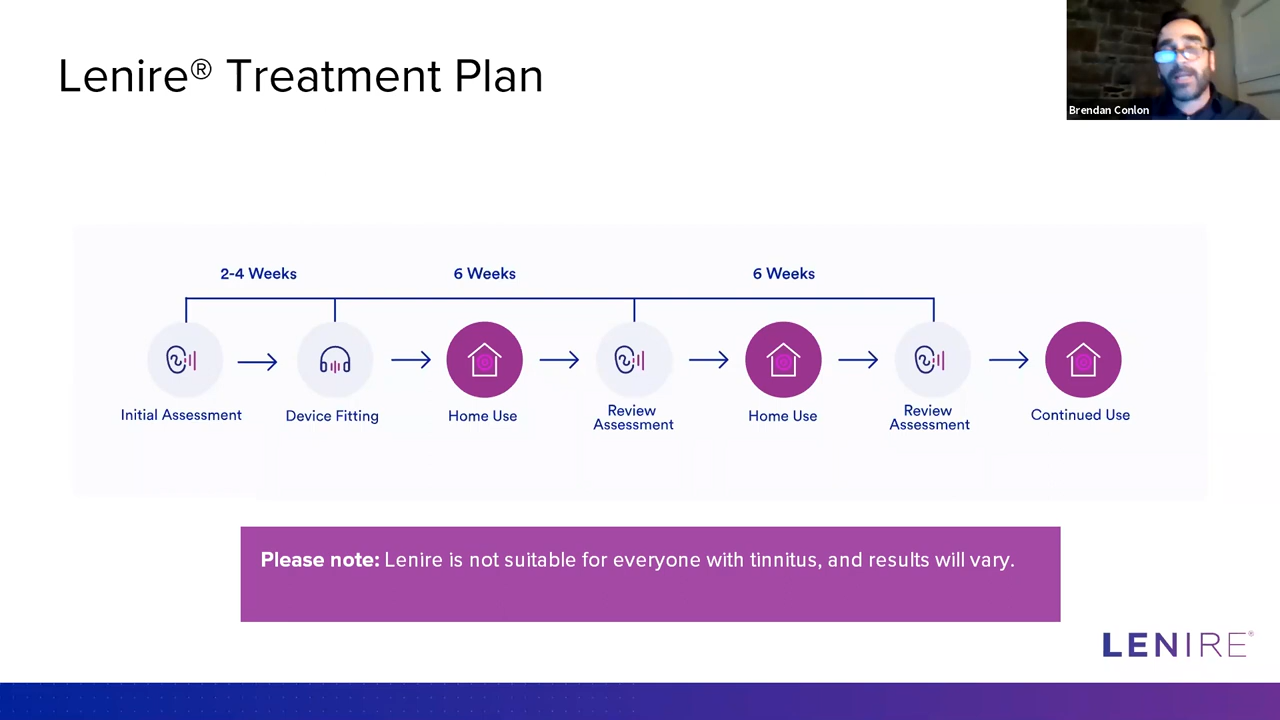 Lenire® Treatment Plan
Brendan Conlon
2-4 Weeks
6 Weeks
6 Weeks
Initial Assessment
Device Fitting
Home Use
Review
Assessment
Home Use
Review
Assessment
Continued Use
Please note: Lenire is not suitable for everyone with tinnitus, and results will vary.
LENIRE®